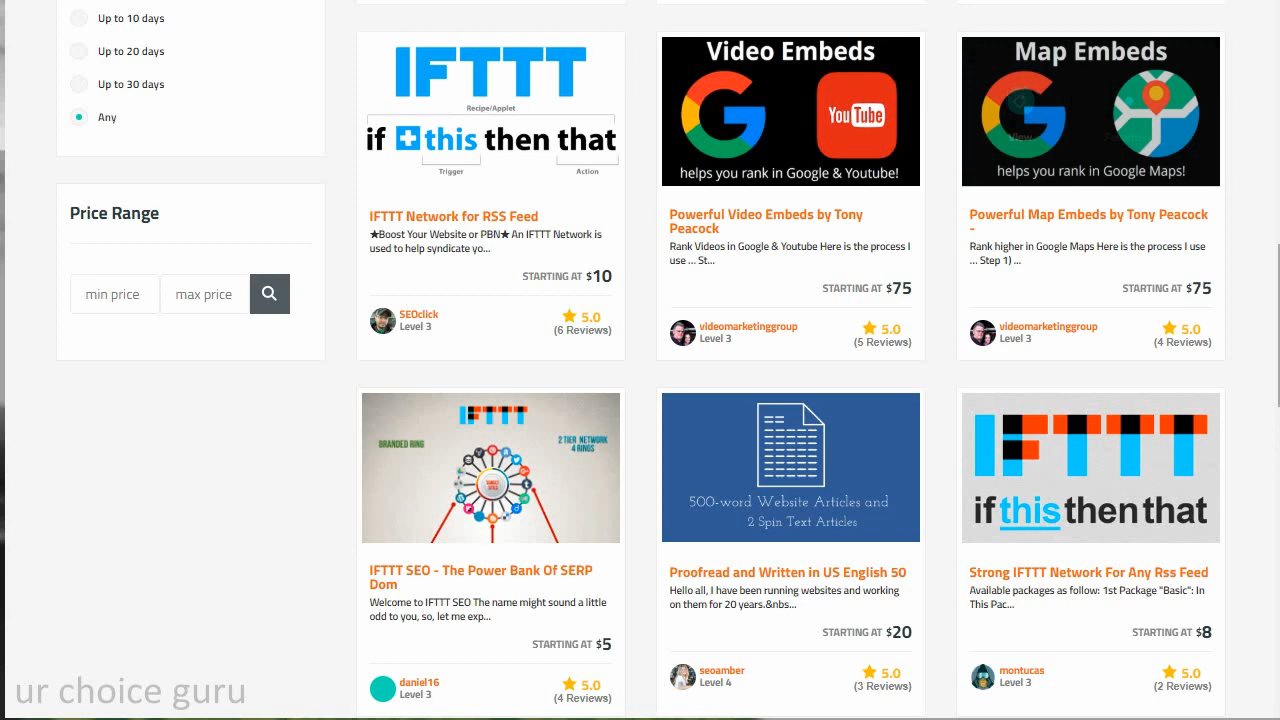 Up to 10 days
Up to 20 days
Up to 30 days
Any
Price Range
min price
max price
IFTTT
Recipe/Applet
if this then that
Trigger
Action
IFTTT Network for RSS Feed
★Boost Your Website or PBN★ An IFTTT Network is
used to help syndicate yo...
STARTING AT $10
SEOclick
Level 3
5.0
(6 Reviews)
Video Embeds
YouTube
helps you rank in Google & Youtube!
Powerful Video Embeds by Tony
Peacock
Rank Videos in Google & Youtube Here is the process I
use ... St...
STARTING AT $75
videomarketinggroup
Level 3
5.0
(5 Reviews)
Map Embeds
View
helps you rank in Google Maps!
Powerful Map Embeds by Tony Peacock
-
Rank higher in Google Maps Here is the process I use
... Step 1) ...
STARTING AT $75
videomarketinggroup
Level 3
5.0
(4 Reviews)
IFTTT
BRANDED RING
2 TIER NETWORK
4 RINGS
IFTTT SEO - The Power Bank Of SERP
Dom
Welcome to IFTTT SEO The name might sound a little
odd to you, so, let me exp...
STARTING AT $5
daniel16
Level 3
5.0
(4 Reviews)
500-word Website Articles and
2 Spin Text Articles
Proofread and Written in US English 50
Hello all, I have been running websites and working
on them for 20 years.&nbs...
STARTING AT $20
seoamber
Level 4
5.0
(3 Reviews)
IFTTT
if this then that
Strong IFTTT Network For Any Rss Feed
Available packages as follow: 1st Package "Basic": In
This Pac...
STARTING AT $8
montucas
Level 3
5.0
(2 Reviews)
ur choice guru